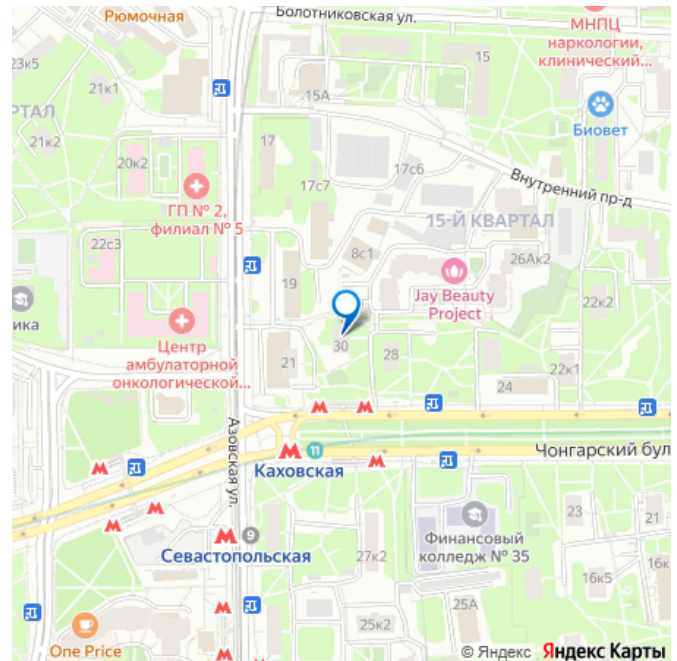 Рюмочная
Болотниковская ул.
МНПЦ
наркологии,
клинический...
23к5
15
21к1
15А
РТАЛ
Биовет
21к2
17
20к2
17с6
Внутренний пр-д
ГП № 2,
филиал № 5
17с7
15-Й КВАРТАЛ
22с3
8с1
26Ак2
19
Jay Beauty
Project
22к2
ика
Центр
амбулаторной
онкологической...
30
28
21
22к1
24
Азовская ул.
11
Каховская
Чонгарский бул
9
Севастопольская
23
21
Финансовый
колледж № 35
27к2
16к
16к5
25А
25к2
One Price
© Яндекс Яндекс Карты